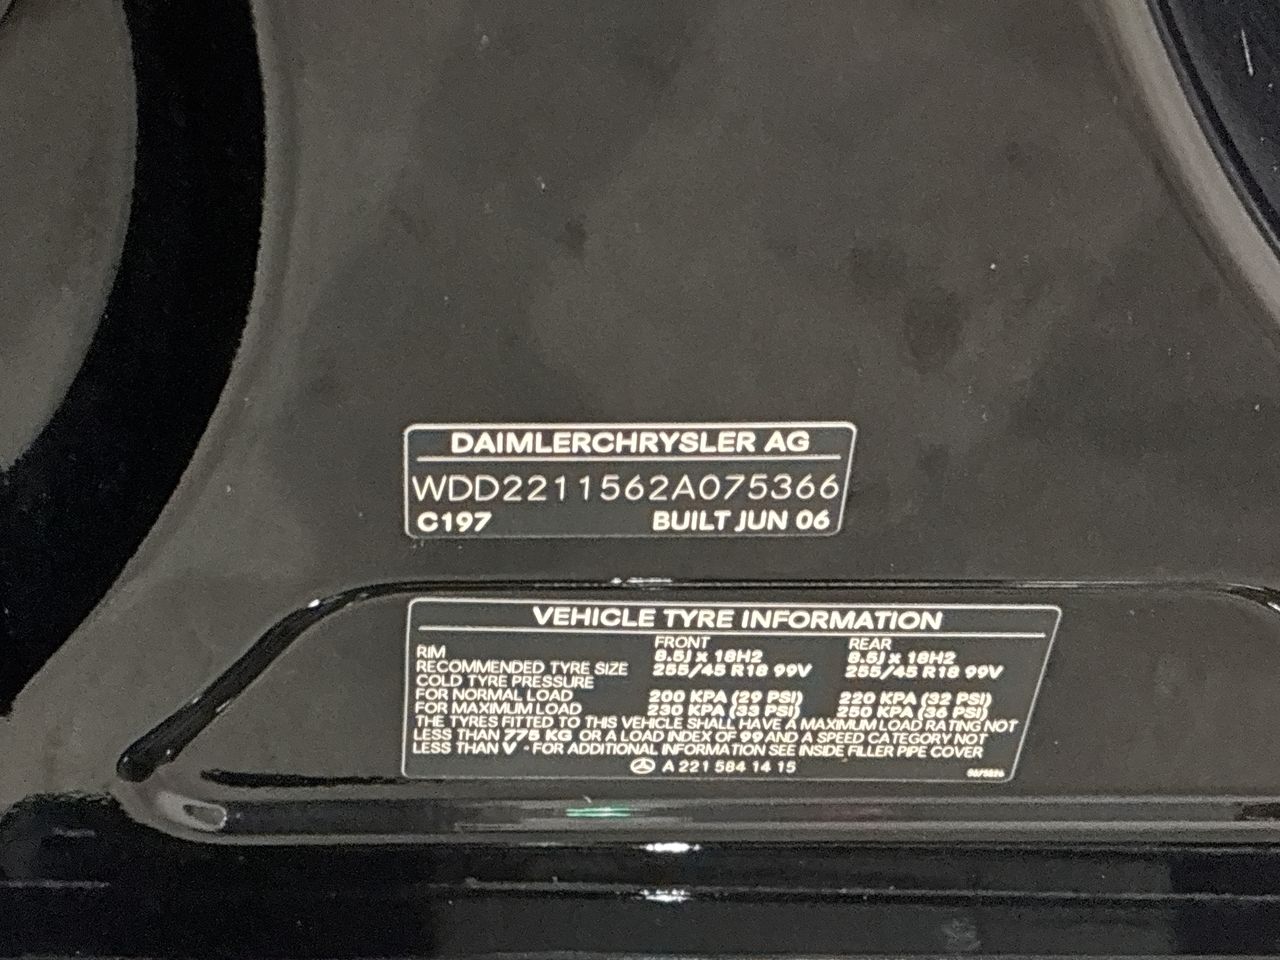 DAIMLERCHRYSLER AG
WDD2211562A075366
C197 BUILT JUN 06
VEHICLE TYRE INFORMATION
FRONT REAR
RIM 8.5J x 18H2 8.5J x 18H2
RECOMMENDED TYRE SIZE 255/45 R18 99V 255/45 R18 99V
COLD TYRE PRESSURE
FOR NORMAL LOAD 200 KPA (29 PSI) 220 KPA (32 PSI)
FOR MAXIMUM LOAD 230 KPA (33 PSI) 250 KPA (36 PSI)
THE TYRES FITTED TO THIS VEHICLE SHALL HAVE A MAXIMUM LOAD RATING NOT
LESS THAN 775 KG OR A LOAD INDEX OF 99 AND A SPEED CATEGORY NOT
LESS THAN V - FOR ADDITIONAL INFORMATION SEE INSIDE FILLER PIPE COVER
A 221 584 14 15